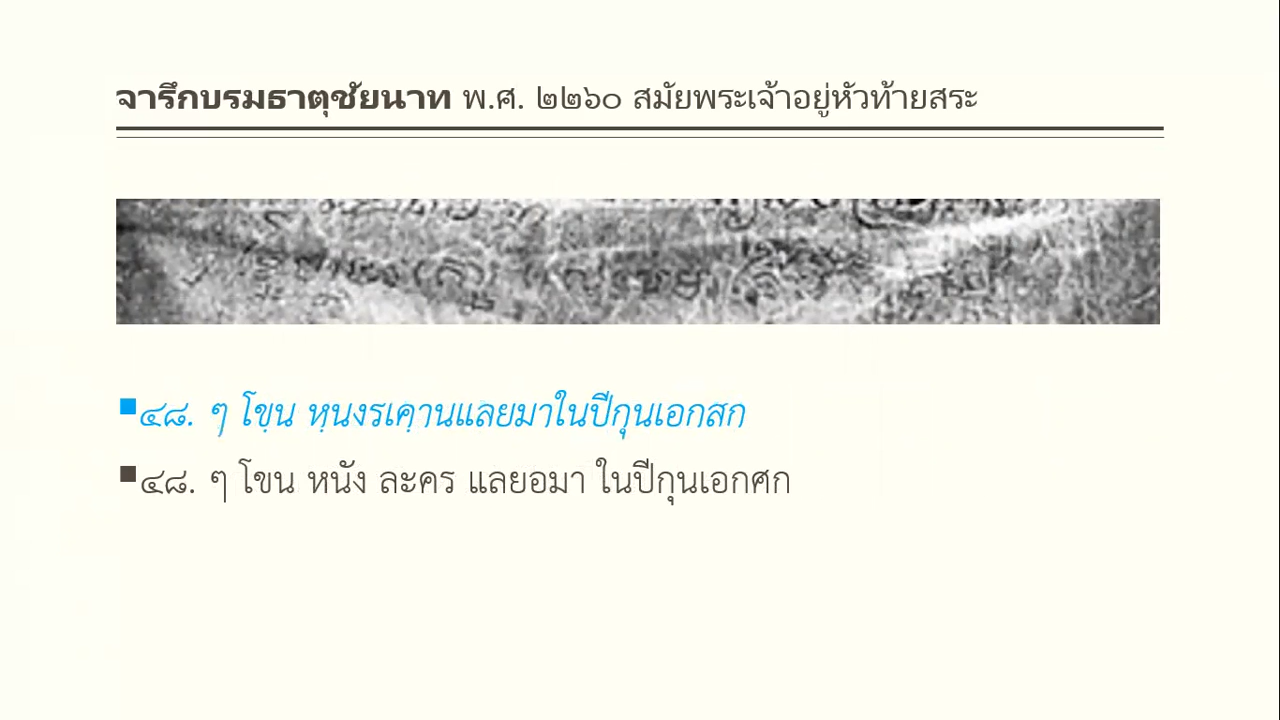 จารึกบรมธาตุชัยนาท พ.ศ. ๒๒๖๐ สมัยพระเจ้าอยู่หัวท้ายสระ
๔๘. ๆ โขฺน หฺนงรเคฺานแลยมาในปีกุนเอกสก
๔๘. ๆ โขน หนัง ละคร แลยอมา ในปีกุนเอกศก